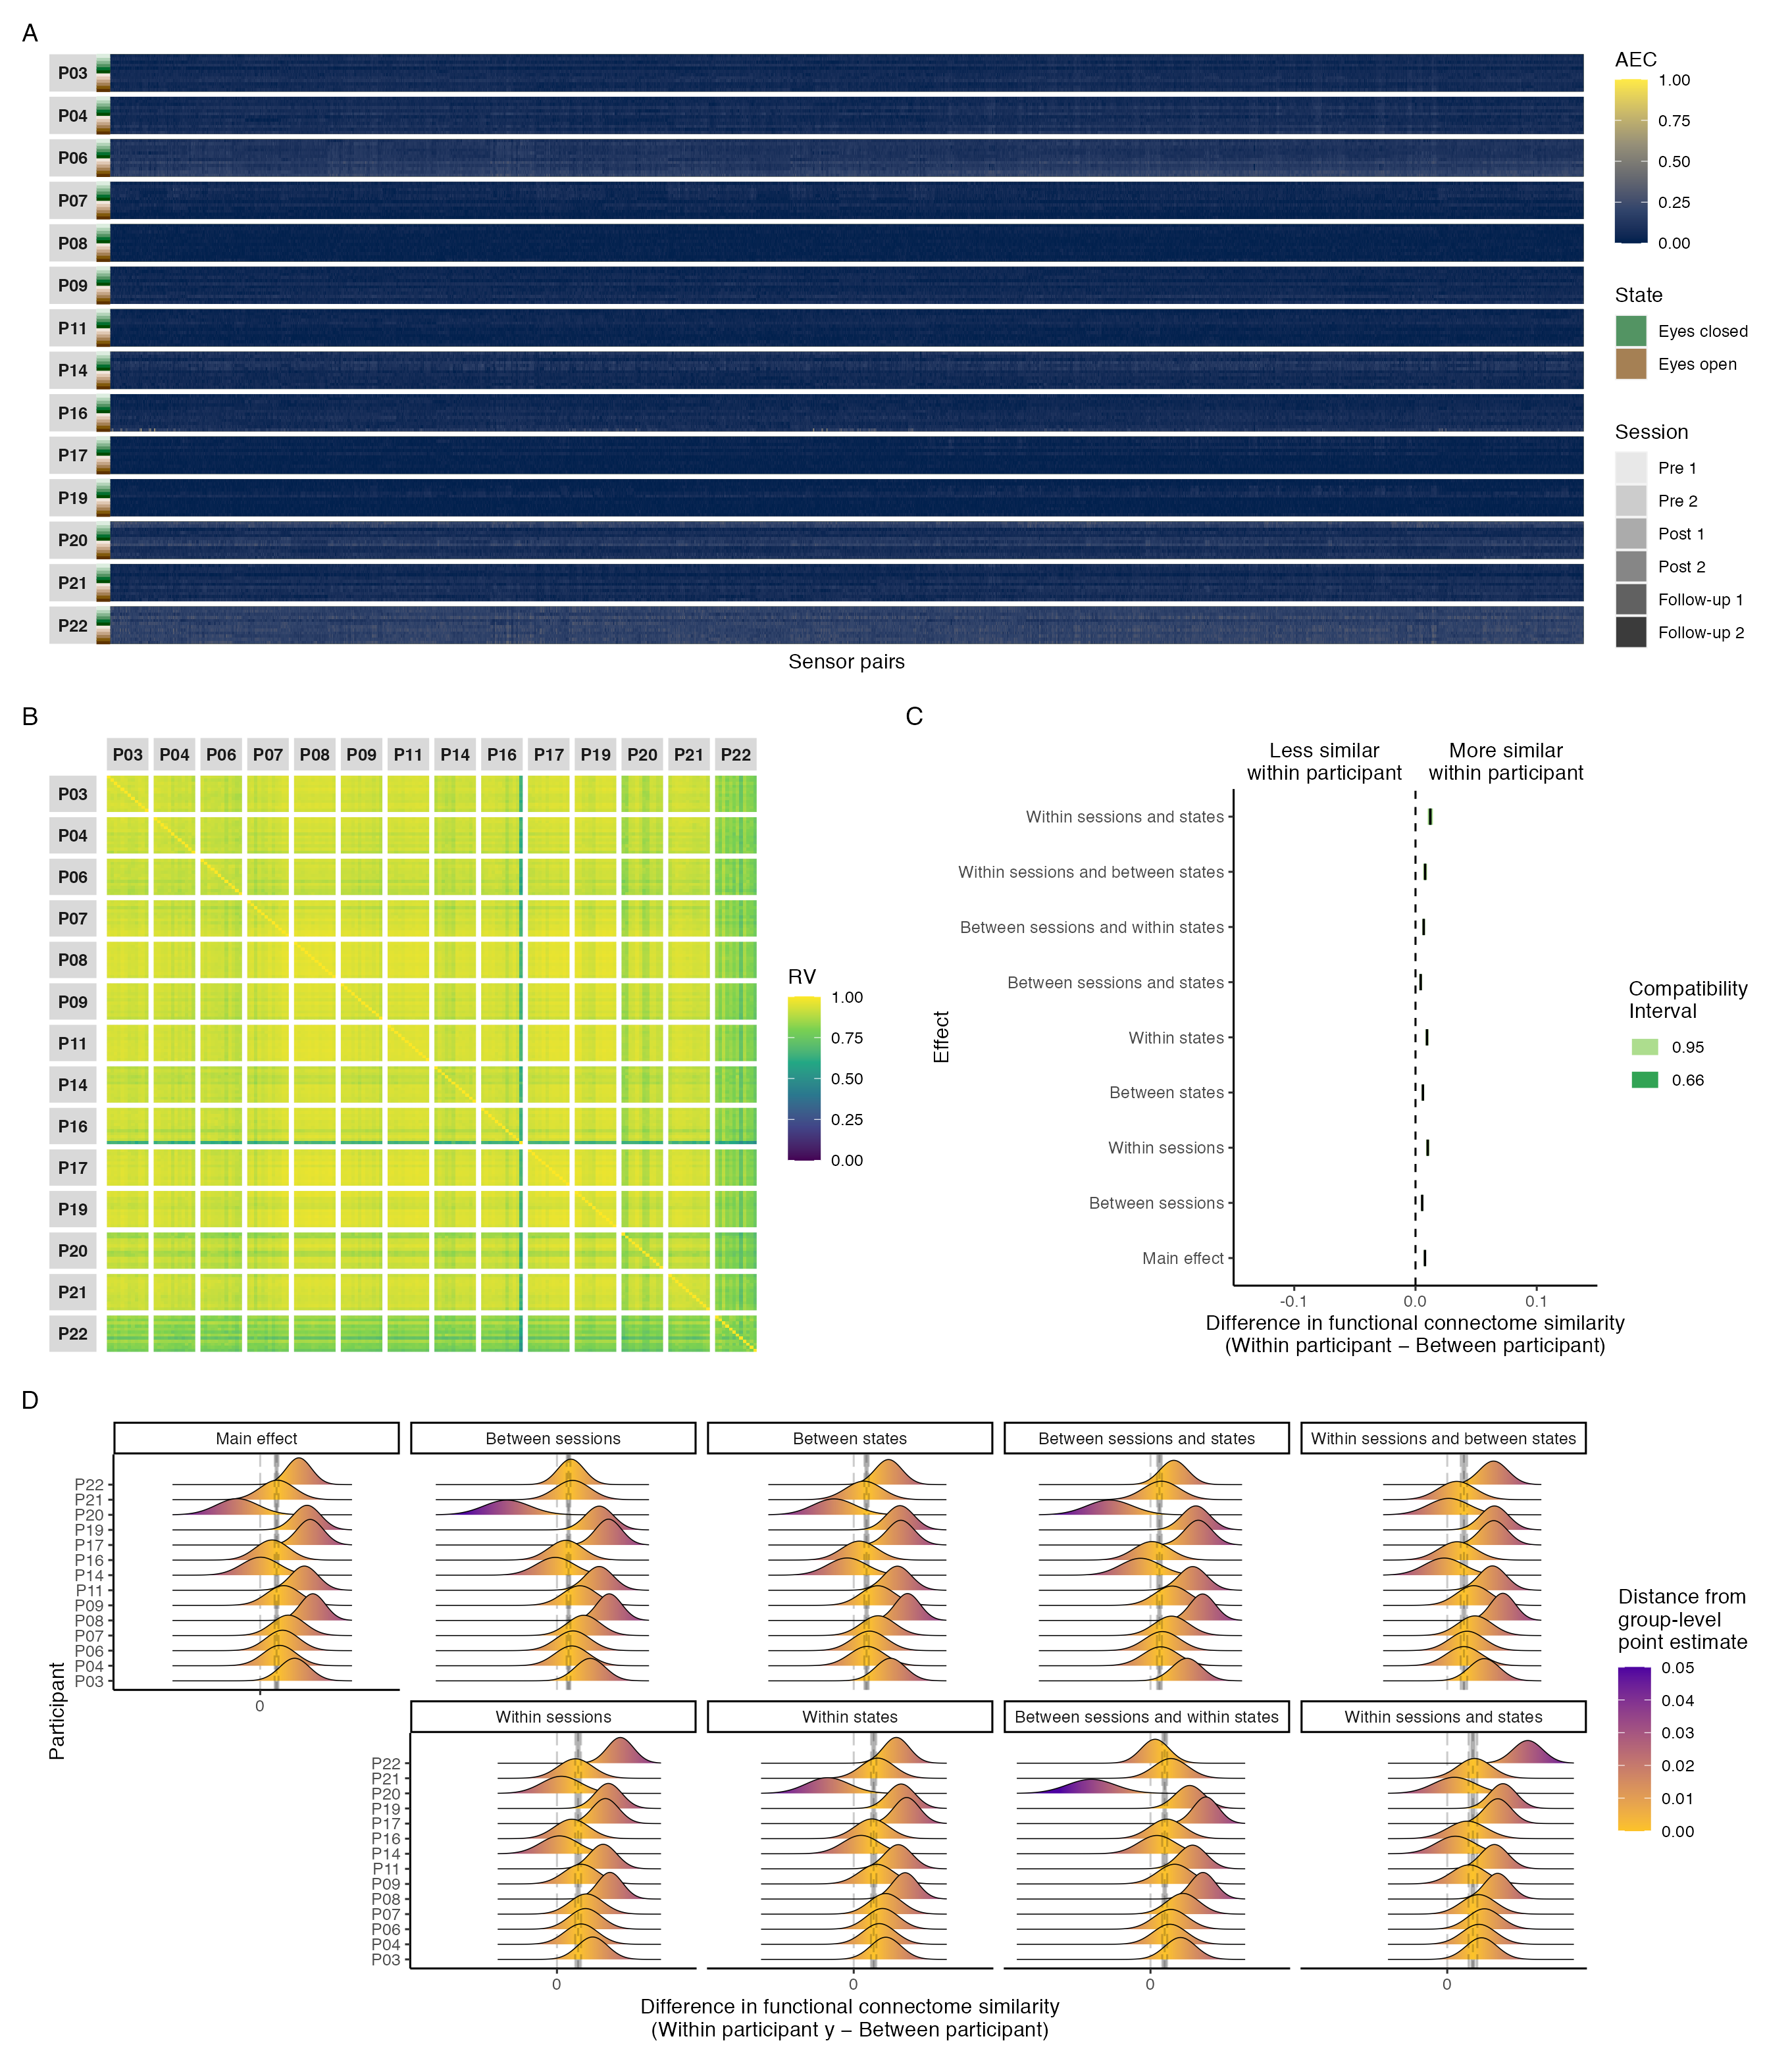 A
P03
P04
P06
P07
P08
P09
P11
P14
P16
P17
P19
P20
P21
P22
Sensor pairs
AEC
1.00
0.75
0.50
0.25
0.00
State
Eyes closed
Eyes open
Session
Pre 1
Pre 2
Post 1
Post 2
Follow-up 1
Follow-up 2
B
P03 P04 P06 P07 P08 P09 P11 P14 P16 P17 P19 P20 P21 P22
P03
P04
P06
P07
P08
P09
P11
P14
P16
P17
P19
P20
P21
P22
RV
1.00
0.75
0.50
0.25
0.00
C
Less similar
within participant
More similar
within participant
Effect
Within sessions and states
Within sessions and between states
Between sessions and within states
Between sessions and states
Within states
Between states
Within sessions
Between sessions
Main effect
-0.1 0.0 0.1
Difference in functional connectome similarity
(Within participant – Between participant)
Compatibility
Interval
0.95
0.66
D
Participant
Main effect
Between sessions
Between states
Between sessions and states
Within sessions and between states
P22
P21
P20
P19
P17
P16
P14
P11
P09
P08
P07
P06
P04
P03
0
Within sessions
Within states
Between sessions and within states
Within sessions and states
P22
P21
P20
P19
P17
P16
P14
P11
P09
P08
P07
P06
P04
P03
0 0 0 0
Difference in functional connectome similarity
(Within participant y – Between participant)
Distance from
group-level
point estimate
0.05
0.04
0.03
0.02
0.01
0.00